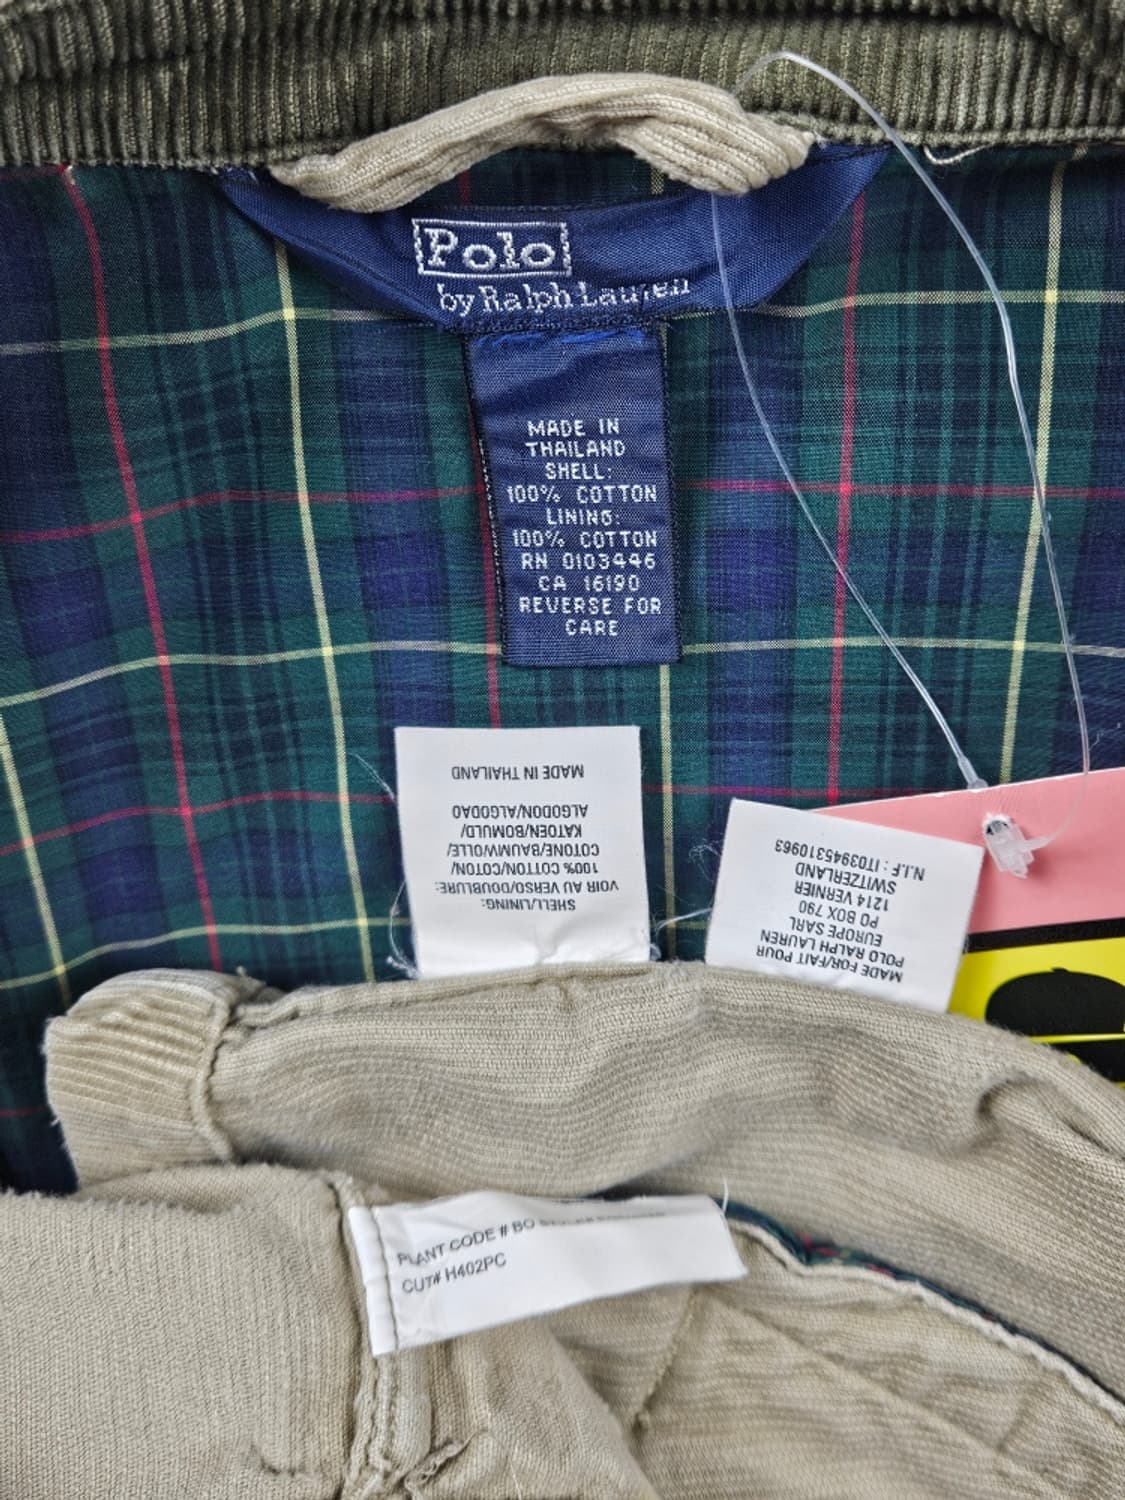 Polo
by Ralph Lauren
MADE IN
THAILAND
SHELL:
100% COTTON
LINING:
100% COTTON
RN 0103446
CA 16190
REVERSE FOR
CARE
SHELL/LINING:
VOIR AU VERSO/DOUBLURE:
100% COTTON/COTON/
COTONE/BAUMWOLLE/
KATOEN/BOMULD/
ALGODON/ALGODAO
MADE IN THAILAND
MADE FOR/FAIT POUR
POLO RALPH LAUREN
EUROPE SARL
PO BOX 790
1214 VERNIER
SWITZERLAND
N.I.F : IT03945310963
PLANT CODE # BO
CUT# H402PC